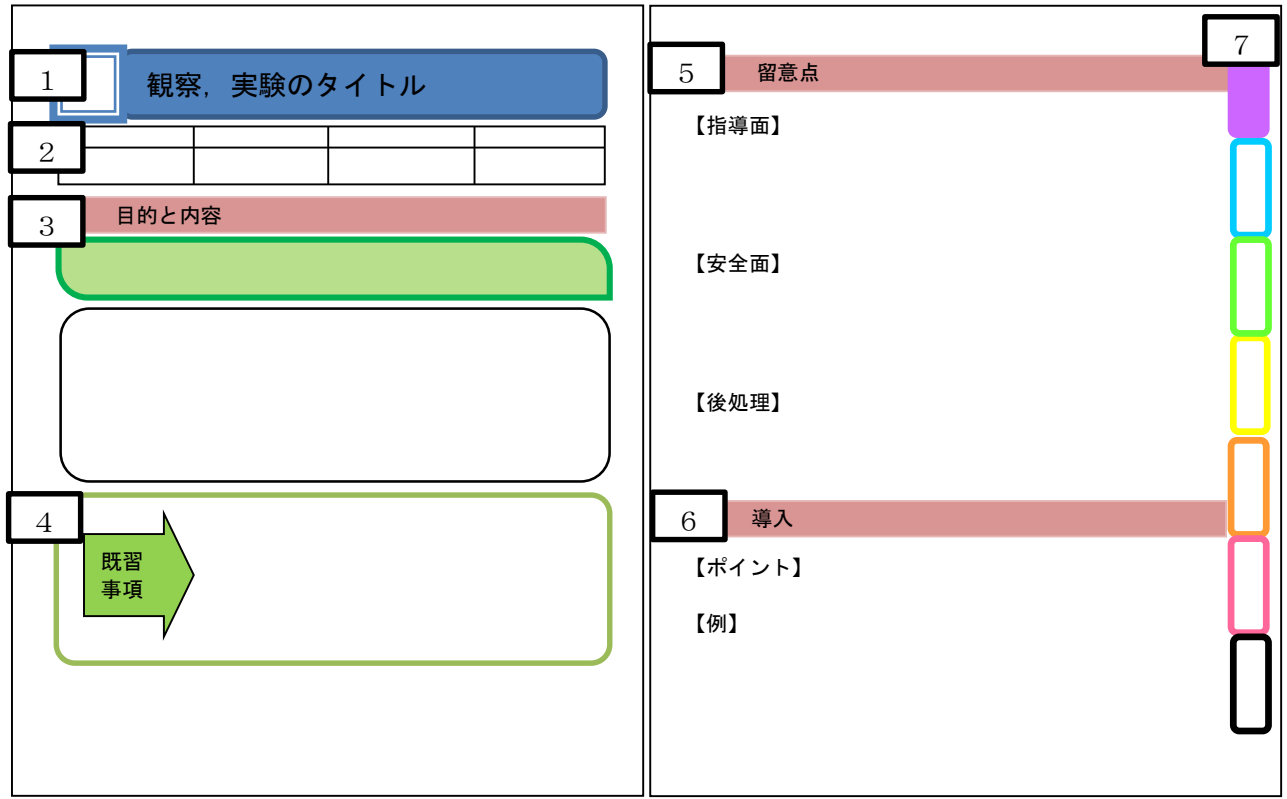 1
観察，実験のタイトル
2
3
目的と内容
4
既習
事項
5
留意点
【指導面】
【安全面】
【後処理】
6
導入
【ポイント】
【例】
7